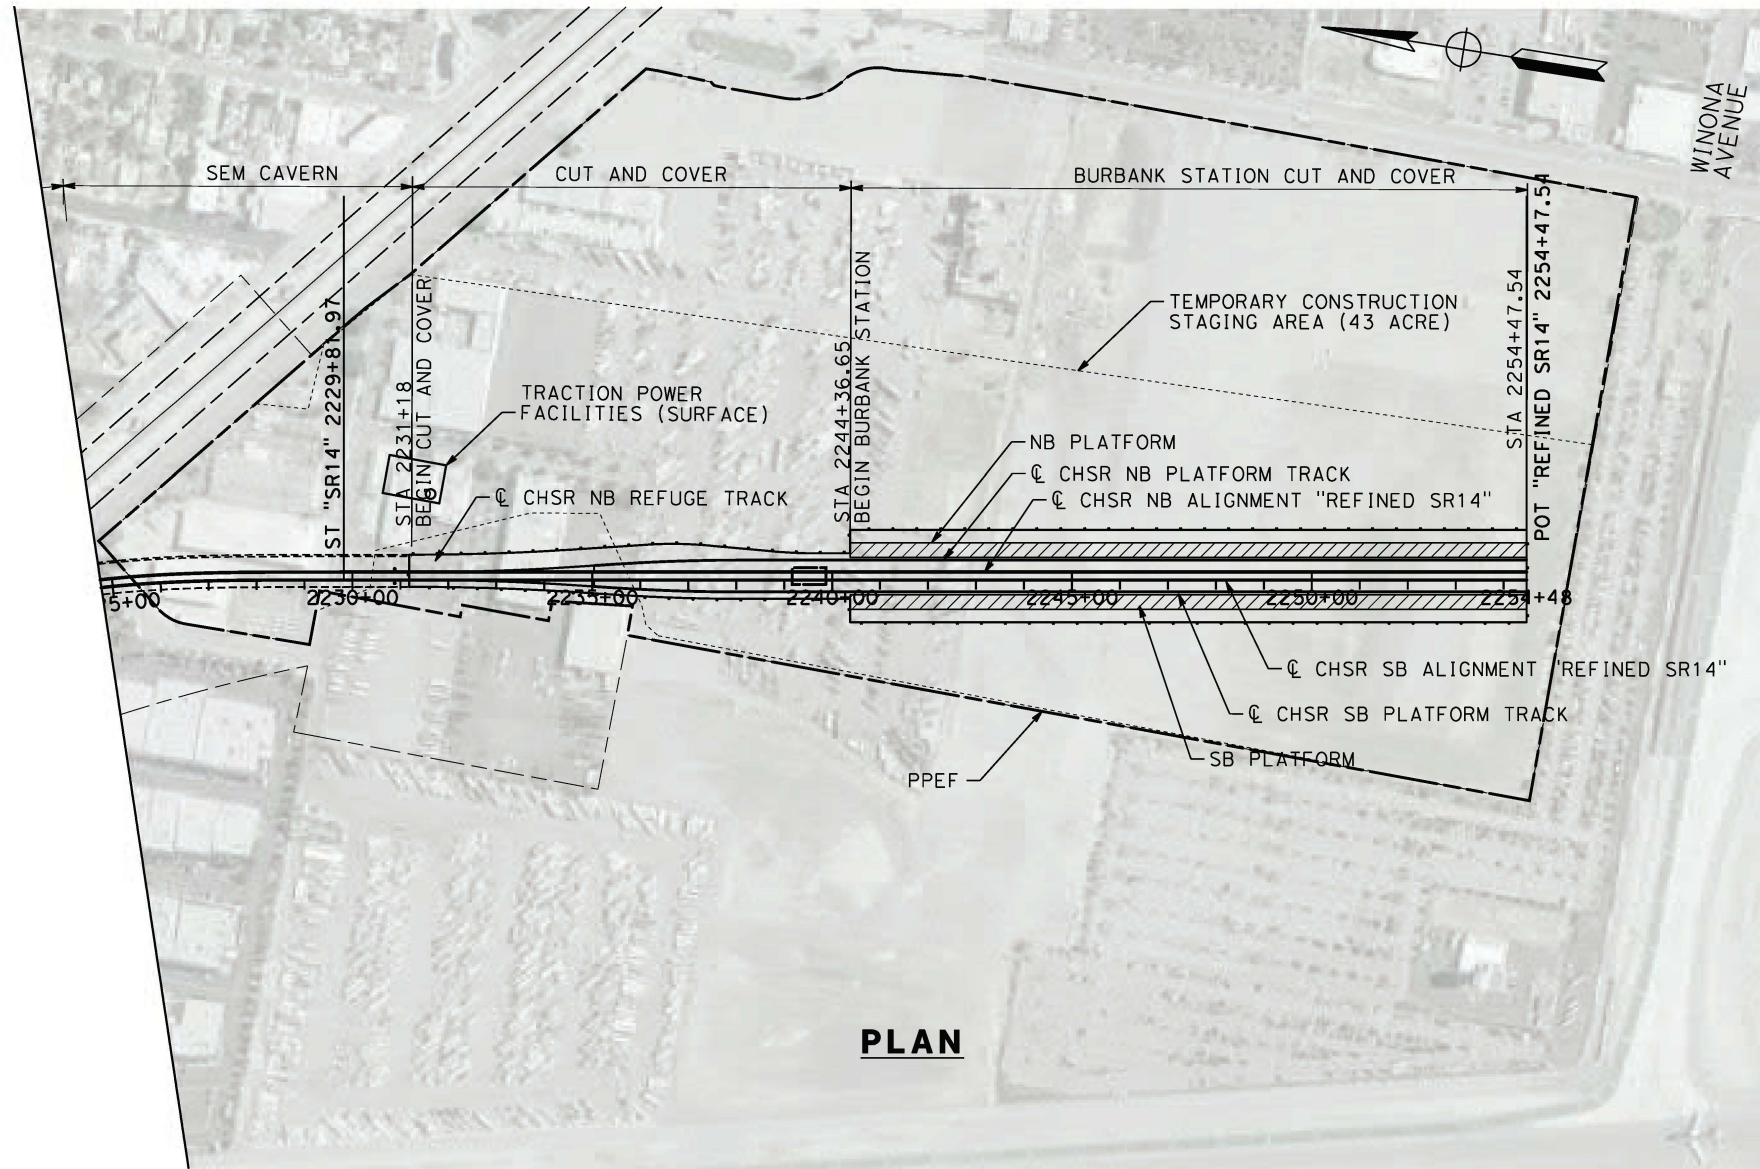 WINONA
AVENUE
SEM CAVERN
CUT AND COVER
BURBANK STATION CUT AND COVER
ST "SR14" 2229+81.97
STA 2231+18
BEGIN CUT AND COVER
STA 2244+36.65
BEGIN BURBANK STATION
STA 2254+47.54
POT "REFINED SR14" 2254+47.54
TEMPORARY CONSTRUCTION
STAGING AREA (43 ACRE)
TRACTION POWER
FACILITIES (SURFACE)
NB PLATFORM
℄ CHSR NB PLATFORM TRACK
℄ CHSR NB REFUGE TRACK
℄ CHSR NB ALIGNMENT "REFINED SR14"
5+00
2230+00
2235+00
2240+00
2245+00
2250+00
2254+48
℄ CHSR SB ALIGNMENT "REFINED SR14"
℄ CHSR SB PLATFORM TRACK
SB PLATFORM
PPEF
PLAN